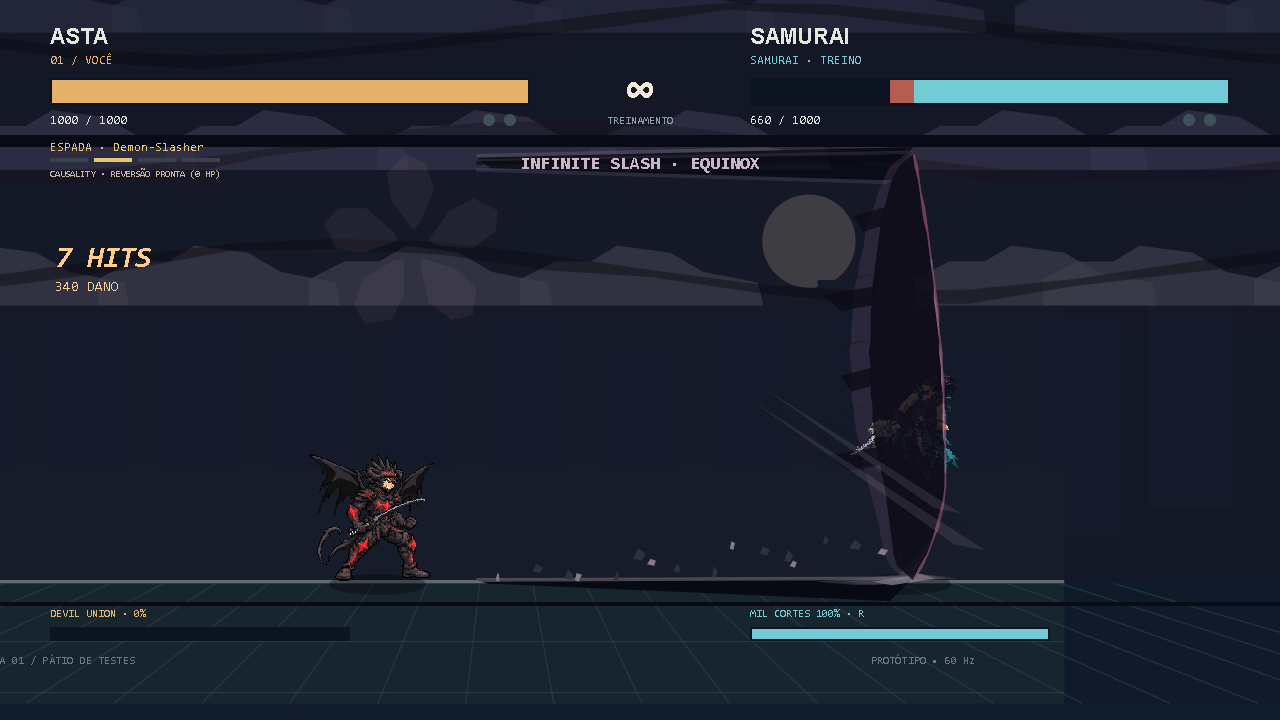 ASTA
01 / VOCÊ
1000 / 1000
∞
TREINAMENTO
SAMURAI
SAMURAI · TREINO
660 / 1000
ESPADA · Demon-Slasher
CAUSALITY · REVERSÃO PRONTA (0 HP)
INFINITE SLASH · EQUINOX
7 HITS
340 DANO
DEVIL UNION · 0%
MIL CORTES 100% · R
A 01 / PÁTIO DE TESTES
PROTÓTIPO · 60 Hz